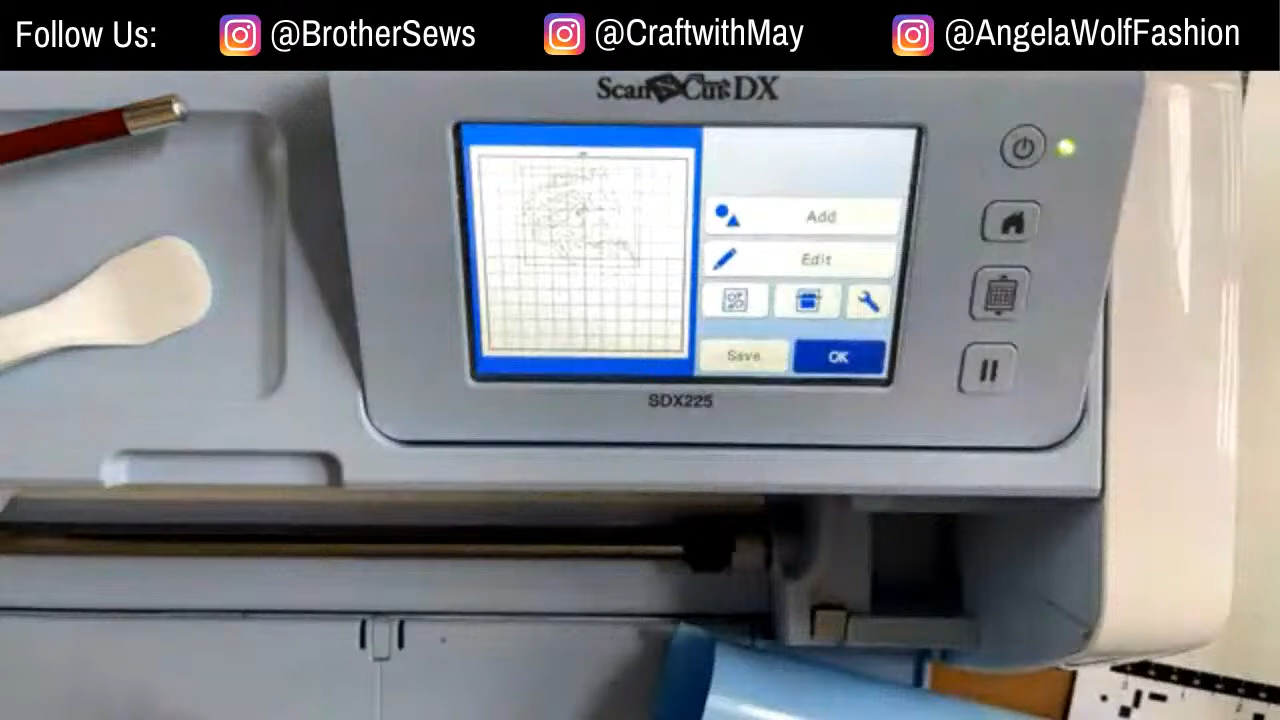 Follow Us: @BrotherSews @CraftwithMay @AngelaWolfFashion
ScanNCut DX
Add
Edit
Save OK
SDX225